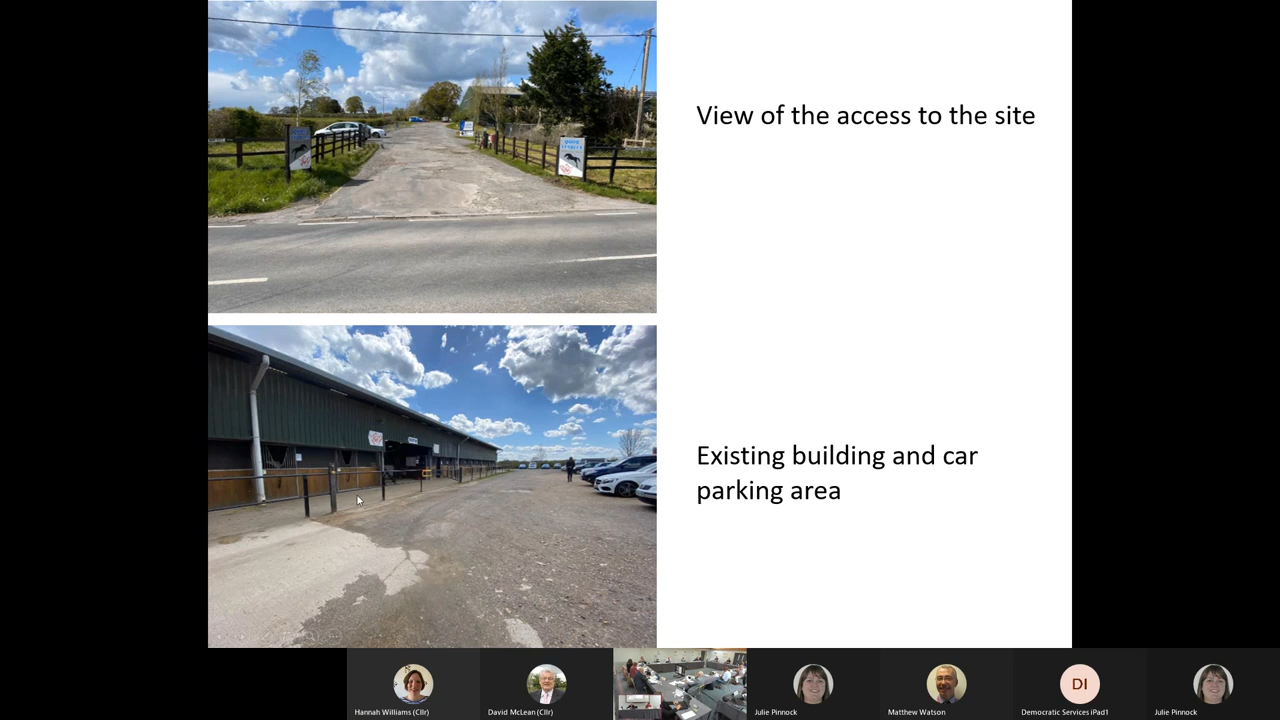 View of the access to the site
Existing building and car
parking area
Hannah Williams (Cllr)
David McLean (Cllr)
Julie Pinnock
Matthew Watson
DI
Democratic Services iPad1
Julie Pinnock